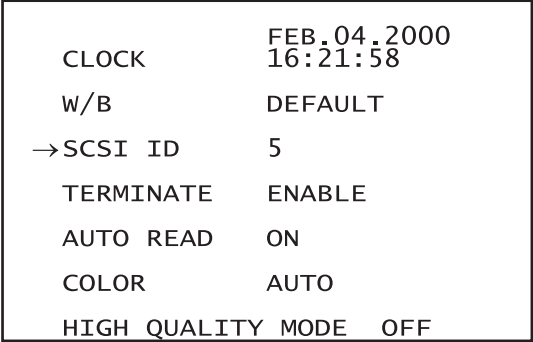 FEB.04.2000
CLOCK 16:21:58
W/B DEFAULT
→SCSI ID 5
TERMINATE ENABLE
AUTO READ ON
COLOR AUTO
HIGH QUALITY MODE OFF